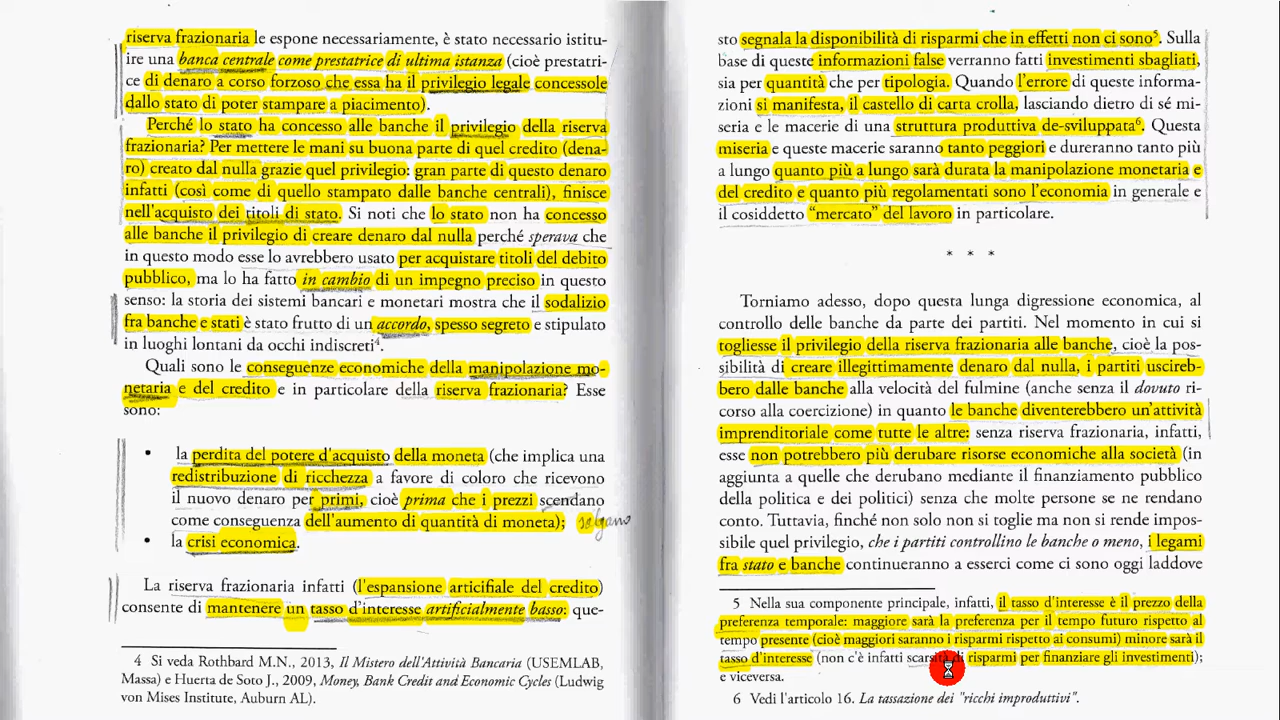 riserva frazionaria le espone necessariamente, è stato necessario istitu-
ire una banca centrale come prestatrice di ultima istanza (cioè prestatri-
ce di denaro a corso forzoso che essa ha il privilegio legale concessole
dallo stato di poter stampare a piacimento).
Perché lo stato ha concesso alle banche il privilegio della riserva
frazionaria? Per mettere le mani su buona parte di quel credito (dena-
ro) creato dal nulla grazie quel privilegio: gran parte di questo denaro
infatti (così come di quello stampato dalle banche centrali), finisce
nell'acquisto dei titoli di stato. Si noti che lo stato non ha concesso
alle banche il privilegio di creare denaro dal nulla perché sperava che
in questo modo esse lo avrebbero usato per acquistare titoli del debito
pubblico, ma lo ha fatto in cambio di un impegno preciso in questo
senso: la storia dei sistemi bancari e monetari mostra che il sodalizio
fra banche e stati è stato frutto di un accordo, spesso segreto e stipulato
in luoghi lontani da occhi indiscreti4.
Quali sono le conseguenze economiche della manipolazione mo-
netaria e del credito e in particolare della riserva frazionaria? Esse
sono:
• la perdita del potere d'acquisto della moneta (che implica una
redistribuzione di ricchezza a favore di coloro che ricevono
il nuovo denaro per primi, cioè prima che i prezzi scendano
come conseguenza dell'aumento di quantità di moneta); salgano
• la crisi economica.
La riserva frazionaria infatti (l'espansione artificiale del credito)
consente di mantenere un tasso d'interesse artificialmente basso: que-
4 Si veda Rothbard M.N., 2013, Il Mistero dell'Attività Bancaria (USEMLAB,
Massa) e Huerta de Soto J., 2009, Money, Bank Credit and Economic Cycles (Ludwig
von Mises Institute, Auburn AL).
sto segnala la disponibilità di risparmi che in effetti non ci sono5. Sulla
base di queste informazioni false verranno fatti investimenti sbagliati,
sia per quantità che per tipologia. Quando l'errore di queste informa-
zioni si manifesta, il castello di carta crolla, lasciando dietro di sé mi-
seria e le macerie di una struttura produttiva de-sviluppata6. Questa
miseria e queste macerie saranno tanto peggiori e dureranno tanto più
a lungo quanto più a lungo sarà durata la manipolazione monetaria e
del credito e quanto più regolamentati sono l'economia in generale e
il cosiddetto "mercato" del lavoro in particolare.
* * *
Torniamo adesso, dopo questa lunga digressione economica, al
controllo delle banche da parte dei partiti. Nel momento in cui si
togliesse il privilegio della riserva frazionaria alle banche, cioè la pos-
sibilità di creare illegittimamente denaro dal nulla, i partiti uscireb-
bero dalle banche alla velocità del fulmine (anche senza il dovuto ri-
corso alla coercizione) in quanto le banche diventerebbero un'attività
imprenditoriale come tutte le altre: senza riserva frazionaria, infatti,
esse non potrebbero più derubare risorse economiche alla società (in
aggiunta a quelle che derubano mediante il finanziamento pubblico
della politica e dei politici) senza che molte persone se ne rendano
conto. Tuttavia, finché non solo non si toglie ma non si rende impos-
sibile quel privilegio, che i partiti controllino le banche o meno, i legami
fra stato e banche continueranno a esserci come ci sono oggi laddove
5 Nella sua componente principale, infatti, il tasso d'interesse è il prezzo della
preferenza temporale: maggiore sarà la preferenza per il tempo futuro rispetto al
tempo presente (cioè maggiori saranno i risparmi rispetto ai consumi) minore sarà il
tasso d'interesse (non c'è infatti scarsità di risparmi per finanziare gli investimenti);
e viceversa.
6 Vedi l'articolo 16. La tassazione dei "ricchi improduttivi".